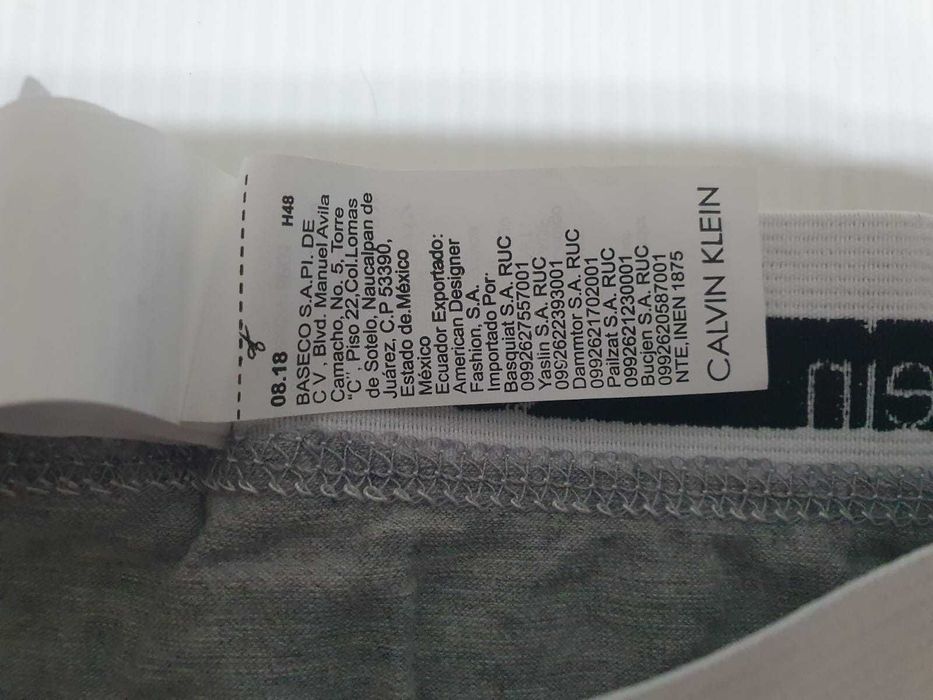 08.18 H48
BASECO S.A.PI. DE
C V , Blvd. Manuel Avila
Camacho, No. 5, Torre
"C", Piso 22,Col.Lomas
de Sotelo, Naucalpan de
Juárez, C.P 53390,
Estado de México
México
Ecuador Exportado:
American Designer
Fashion, S.A.
Importado Por:
Basquiat S.A. RUC
0992627557001
Yaslin S.A. RUC
0992622393001
Dammtor S.A. RUC
0992621702001
Pailzat S.A. RUC
0992621230001
Bucjen S.A. RUC
0992620587001
NTE,INEN 1875
CALVIN KLEIN